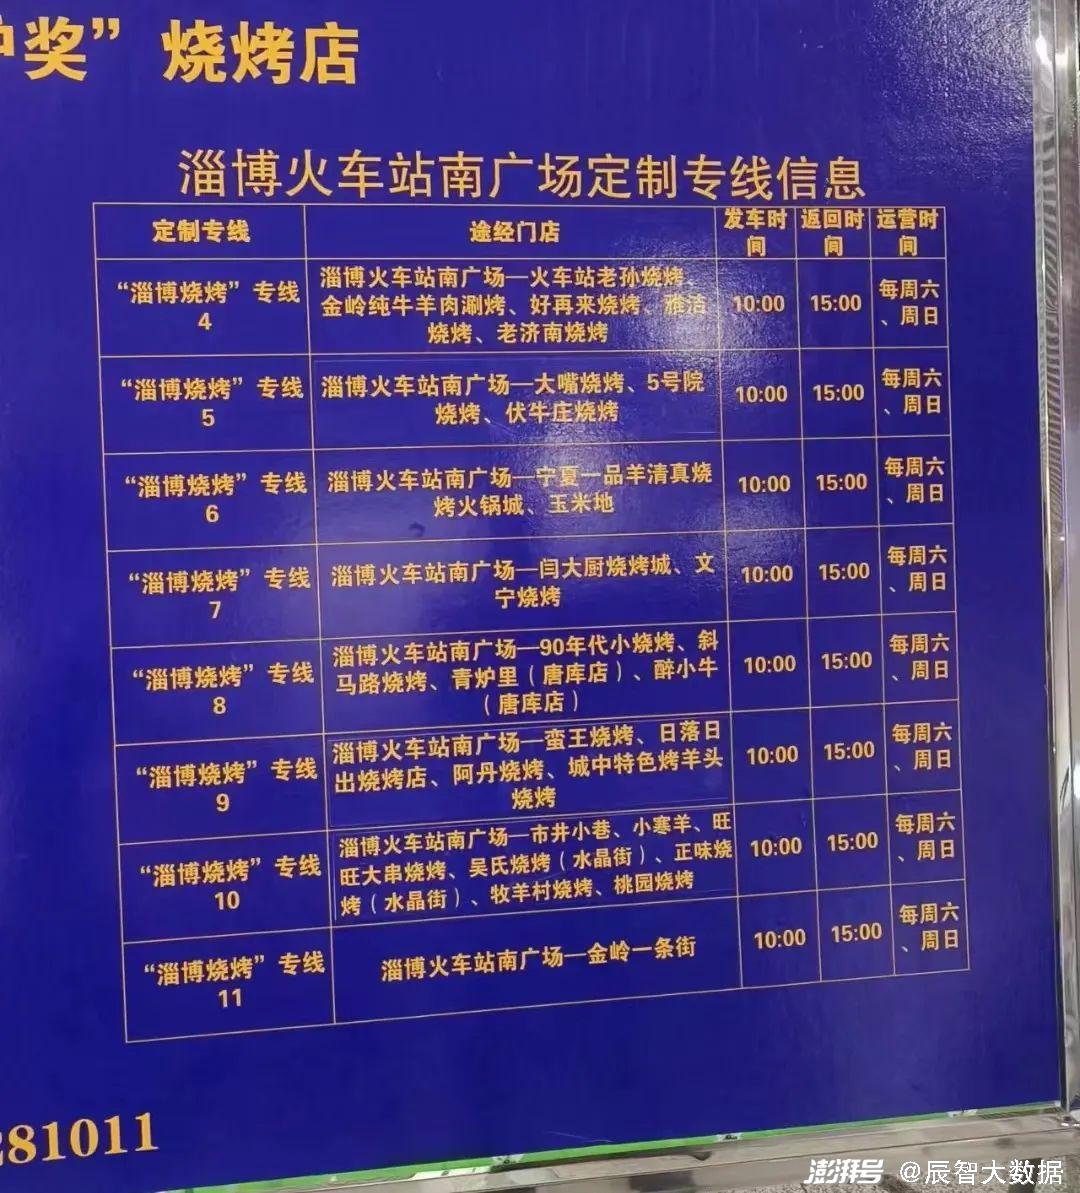 奖”烧烤店
淄博火车站南广场定制专线信息
定制专线
途经门店
发车时
间
返回时
间
运营时
间
“淄博烧烤”专线
4
淄博火车站南广场—火车站老孙烧烤、
金岭纯牛羊肉涮烤、好再来烧烤、雅洁
烧烤、老济南烧烤
10:00
15:00
每周六
、周日
“淄博烧烤”专线
5
淄博火车站南广场—大嘴烧烤、5号院
烧烤、伏牛庄烧烤
10:00
15:00
每周六
、周日
“淄博烧烤”专线
6
淄博火车站南广场—宁夏一品羊清真烧
烤火锅城、玉米地
10:00
15:00
每周六
、周日
“淄博烧烤”专线
7
淄博火车站南广场—闫大厨烧烤城、文
宁烧烤
10:00
15:00
每周六
、周日
“淄博烧烤”专线
8
淄博火车站南广场—90年代小烧烤、斜
马路烧烤、青炉里（唐库店）、醉小牛
（唐库店）
10:00
15:00
每周六
、周日
“淄博烧烤”专线
9
淄博火车站南广场—蛮王烧烤、日落日
出烧烤店、阿丹烧烤、城中特色烤羊头
烧烤
10:00
15:00
每周六
、周日
“淄博烧烤”专线
10
淄博火车站南广场—市井小巷、小寒羊、旺
旺大串烧烤、吴氏烧烤（水晶街）、正味烧
烤（水晶街）、牧羊村烧烤、桃园烧烤
10:00
15:00
每周六
、周日
“淄博烧烤”专线
11
淄博火车站南广场—金岭一条街
10:00
15:00
每周六
、周日
281011
澎湃号 @辰智大数据